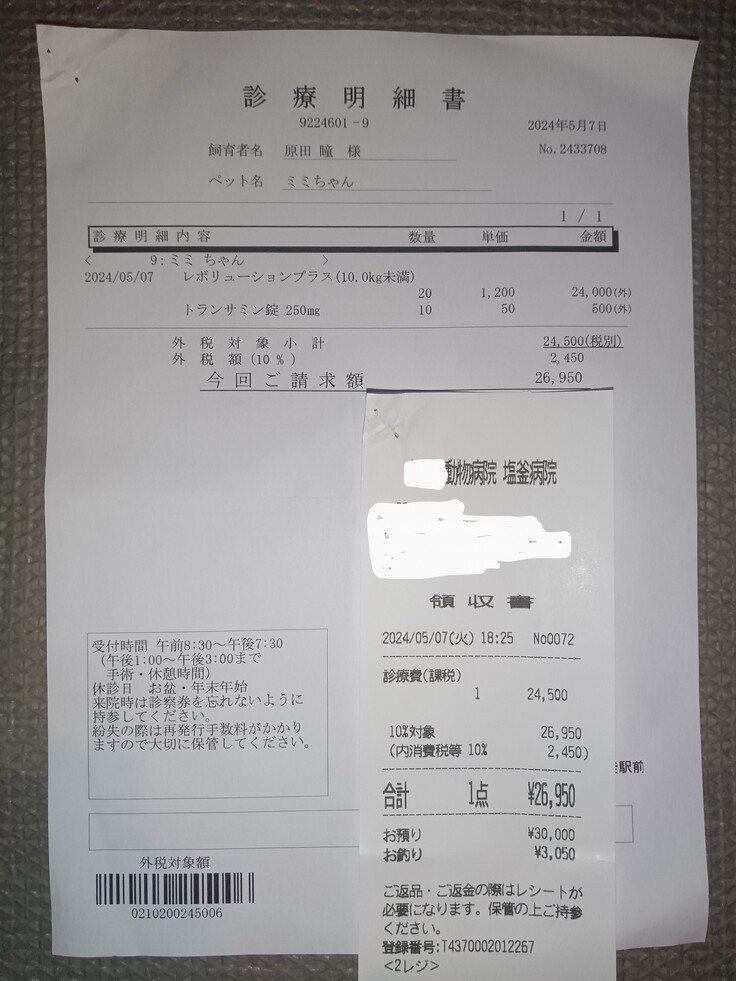 診療明細書
9224601-9
2024年5月7日
飼育者名 原田 瞳 様
No.2433708
ペット名 ミミちゃん
1 / 1
診療明細内容 数量 単価 金額
< 9:ミミ ちゃん >
2024/05/07 レボリューションプラス(10.0kg未満)
20 1,200 24,000(外)
トランサミン錠 250mg 10 50 500(外)
外税対象小計 24,500(税別)
外税額(10%) 2,450
今回ご請求額 26,950
動物病院 塩釜病院
領収書
2024/05/07(火) 18:25 No0072
診療費(課税)
1 24,500
10%対象 26,950
(内消費税等 10% 2,450)
合計 1点 ¥26,950
お預り ¥30,000
お釣り ¥3,050
ご返品・ご返金の際はレシートが
必要になります。保管の上ご持参
ください。
登録番号:T4370002012267
<2レジ>
受付時間 午前8:30～午後7:30
(午後1:00～午後3:00まで
手術・休憩時間)
休診日 お盆・年末年始
来院時は診察券を忘れないように
持参してください。
紛失の際は再発行手数料がかかり
ますので大切に保管してください。
駅前
外税対象額
0210200245006